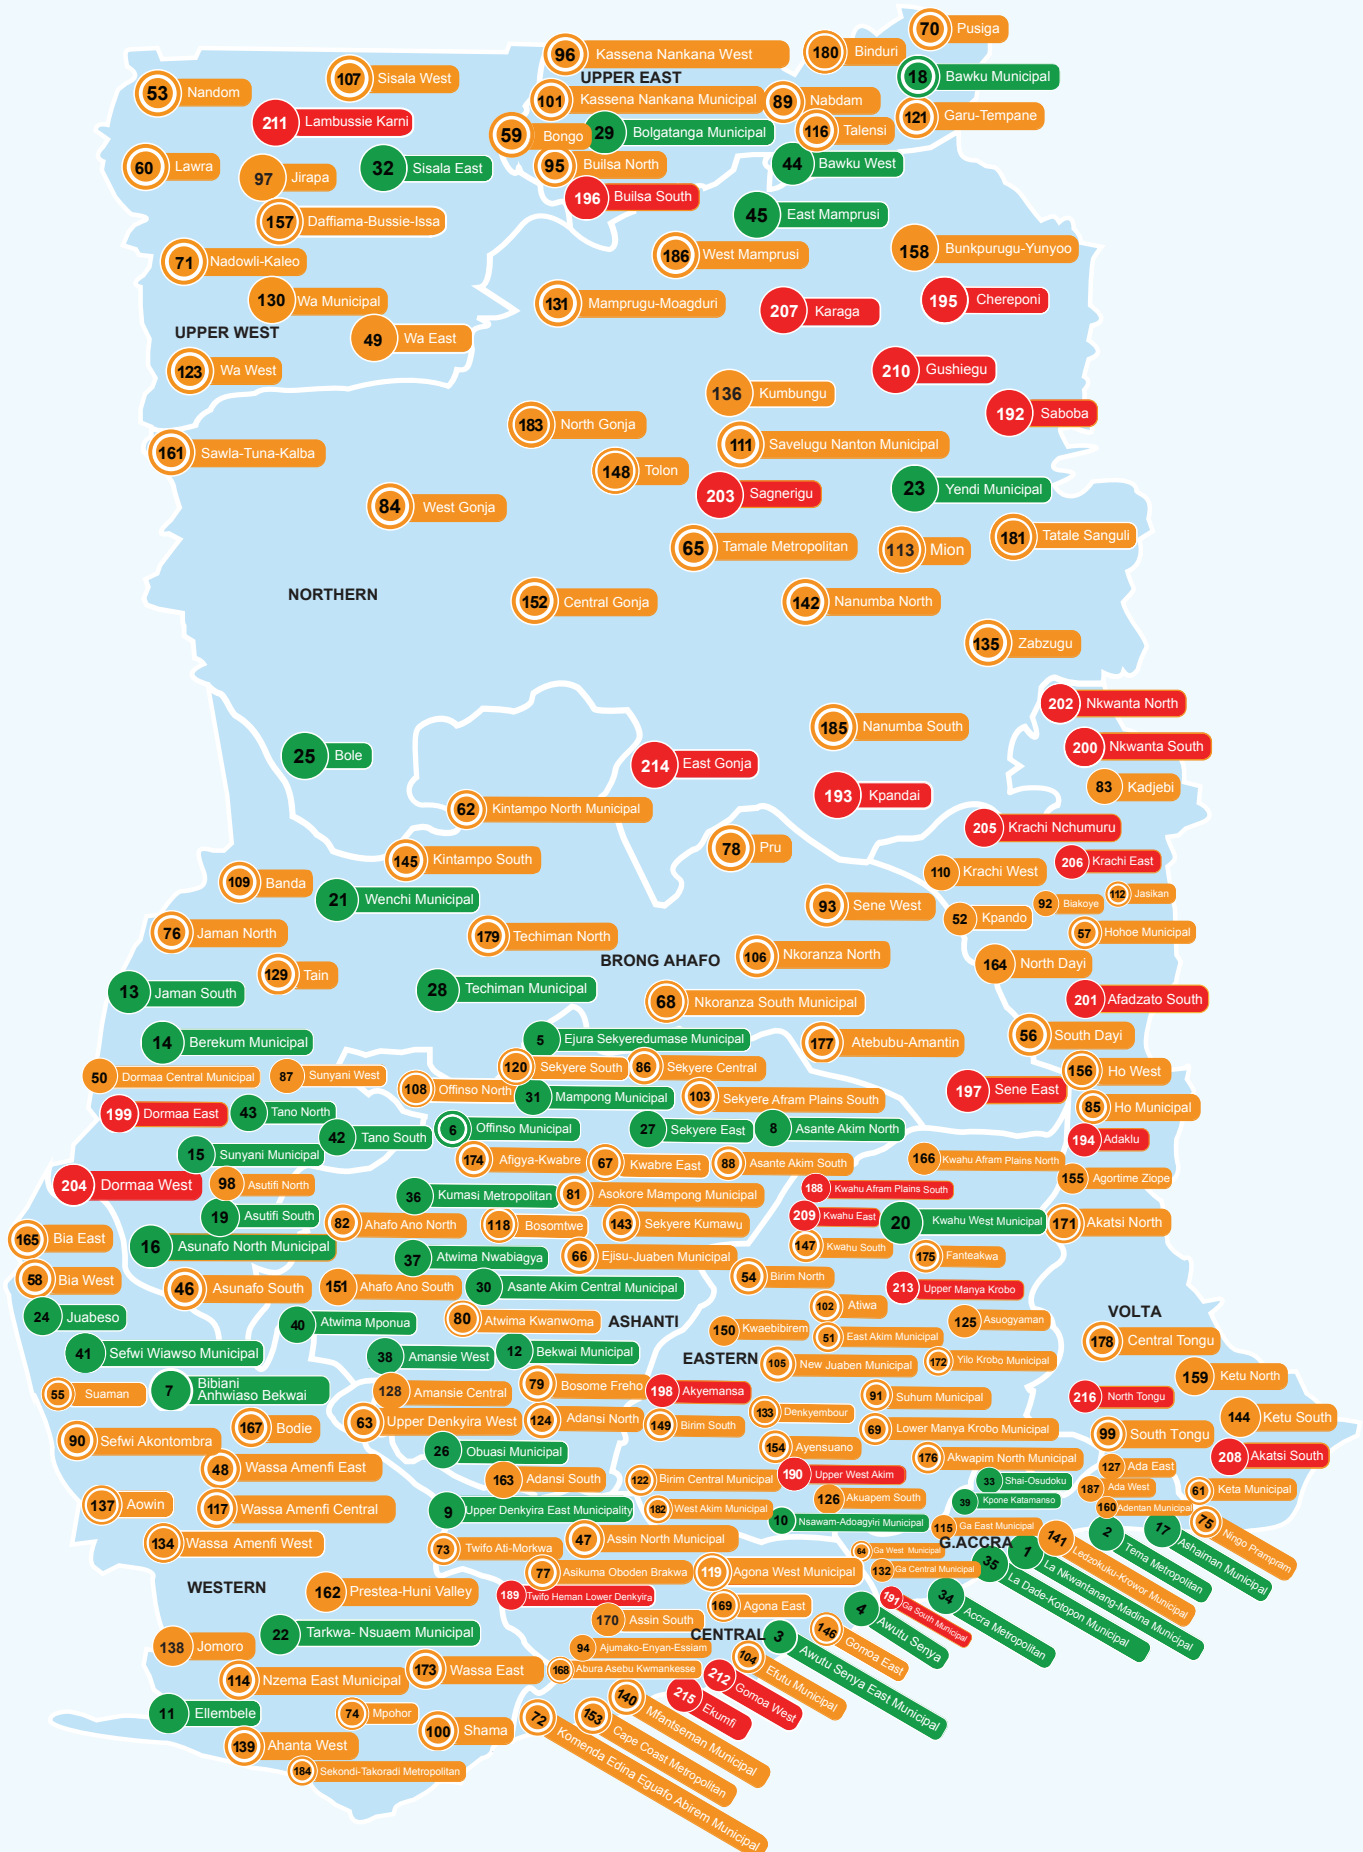 70 Pusiga
96 Kassena Nankana West
180 Binduri
UPPER EAST
18 Bawku Municipal
107 Sisala West
53 Nandom
101 Kassena Nankana Municipal
89 Nabdam
121 Garu-Tempane
211 Lambussie Karni
59 Bongo
29 Bolgatanga Municipal
116 Talensi
60 Lawra
97 Jirapa
32 Sisala East
95 Builsa North
44 Bawku West
196 Builsa South
157 Daffiama-Bussie-Issa
45 East Mamprusi
71 Nadowli-Kaleo
186 West Mamprusi
158 Bunkpurugu-Yunyoo
130 Wa Municipal
131 Mamprugu-Moagduri
207 Karaga
195 Chereponi
UPPER WEST
49 Wa East
123 Wa West
210 Gushiegu
136 Kumbungu
192 Saboba
183 North Gonja
161 Sawla-Tuna-Kalba
111 Savelugu Nanton Municipal
148 Tolon
203 Sagnerigu
23 Yendi Municipal
84 West Gonja
65 Tamale Metropolitan
113 Mion
181 Tatale Sanguli
NORTHERN
152 Central Gonja
142 Nanumba North
135 Zabzugu
202 Nkwanta North
185 Nanumba South
200 Nkwanta South
25 Bole
214 East Gonja
193 Kpandai
83 Kadjebi
62 Kintampo North Municipal
205 Krachi Nchumuru
78 Pru
145 Kintampo South
206 Krachi East
110 Krachi West
109 Banda
21 Wenchi Municipal
112 Jasikan
92 Biakoye
93 Sene West
52 Kpando
76 Jaman North
179 Techiman North
57 Hohoe Municipal
BRONG AHAFO
106 Nkoranza North
164 North Dayi
129 Tain
13 Jaman South
28 Techiman Municipal
68 Nkoranza South Municipal
201 Afadzato South
14 Berekum Municipal
5 Ejura Sekyeredumase Municipal
177 Atebubu-Amantin
56 South Dayi
50 Dormaa Central Municipal
87 Sunyani West
120 Sekyere South
86 Sekyere Central
156 Ho West
108 Offinso North
31 Mampong Municipal
103 Sekyere Afram Plains South
197 Sene East
85 Ho Municipal
199 Dormaa East
43 Tano North
42 Tano South
6 Offinso Municipal
27 Sekyere East
8 Asante Akim North
194 Adaklu
15 Sunyani Municipal
174 Afigya-Kwabre
67 Kwabre East
88 Asante Akim South
166 Kwahu Afram Plains North
155 Agortime Ziope
204 Dormaa West
98 Asutifi North
36 Kumasi Metropolitan
81 Asokore Mampong Municipal
188 Kwahu Afram Plains South
19 Asutifi South
82 Ahafo Ano North
118 Bosomtwe
143 Sekyere Kumawu
209 Kwahu East
20 Kwahu West Municipal
171 Akatsi North
165 Bia East
16 Asunafo North Municipal
37 Atwima Nwabiagya
66 Ejisu-Juaben Municipal
147 Kwahu South
175 Fanteakwa
58 Bia West
46 Asunafo South
151 Ahafo Ano South
30 Asante Akim Central Municipal
54 Birim North
213 Upper Manya Krobo
24 Juabeso
40 Atwima Mponua
80 Atwima Kwanwoma
ASHANTI
102 Atiwa
VOLTA
150 Kwaebibirem
51 East Akim Municipal
125 Asuogyaman
178 Central Tongu
41 Sefwi Wiawso Municipal
38 Amansie West
12 Bekwai Municipal
EASTERN
105 New Juaben Municipal
172 Yilo Krobo Municipal
159 Ketu North
55 Suaman
7 Bibiani
Anhwiaso Bekwai
128 Amansie Central
79 Bosome Freho
198 Akyemansa
91 Suhum Municipal
216 North Tongu
144 Ketu South
167 Bodie
63 Upper Denkyira West
124 Adansi North
149 Birim South
133 Denkyembour
69 Lower Manya Krobo Municipal
99 South Tongu
90 Sefwi Akontombra
26 Obuasi Municipal
154 Ayensuano
176 Akwapim North Municipal
208 Akatsi South
48 Wassa Amenfi East
163 Adansi South
122 Birim Central Municipal
190 Upper West Akim
33 Shai-Osudoku
127 Ada East
187 Ada West
61 Keta Municipal
137 Aowin
117 Wassa Amenfi Central
9 Upper Denkyira East Municipality
182 West Akim Municipal
126 Akuapem South
39 Kpone Katamanso
160 Adentan Municipal
10 Nsawam-Adoagyiri Municipal
115 Ga East Municipal
75 Ningo Prampram
134 Wassa Amenfi West
73 Twifo Ati-Morkwa
47 Assin North Municipal
64 Ga West Municipal
G.ACCRA
141 Ledzokuku-Krowor Municipal
2 Tema Metropolitan
17 Ashaiman Municipal
77 Asikuma Oboden Brakwa
119 Agona West Municipal
132 Ga Central Municipal
35 La Dade-Kotopon Municipal
1 La Nkwantanang-Madina Municipal
WESTERN
162 Prestea-Huni Valley
189 Twifo Heman Lower Denkyira
169 Agona East
191 Ga South Municipal
34 Accra Metropolitan
22 Tarkwa- Nsuaem Municipal
170 Assin South
CENTRAL
3 Awutu Senya East Municipal
146 Gomoa East
4 Awutu Senya
138 Jomoro
94 Ajumako-Enyan-Essiam
104 Efutu Municipal
114 Nzema East Municipal
173 Wassa East
168 Abura Asebu Kwmankesse
212 Gomoa West
11 Ellembele
74 Mpohor
100 Shama
72 Komenda Edina Eguafo Abirem Municipal
153 Cape Coast Metropolitan
140 Mfantseman Municipal
215 Ekumfi
139 Ahanta West
184 Sekondi-Takoradi Metropolitan